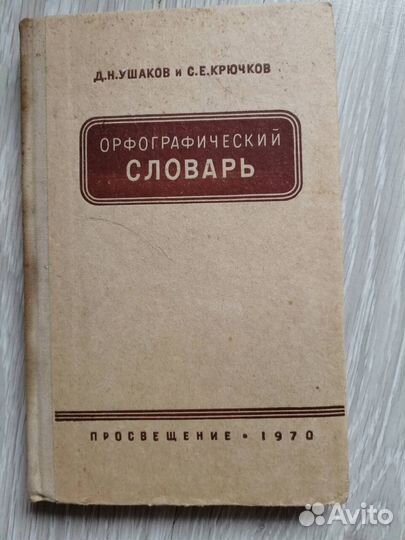 Д.Н.УШАКОВ и С.Е.КРЮЧКОВ
ОРФОГРАФИЧЕСКИЙ
СЛОВАРЬ
ПРОСВЕЩЕНИЕ • 1970
Avito